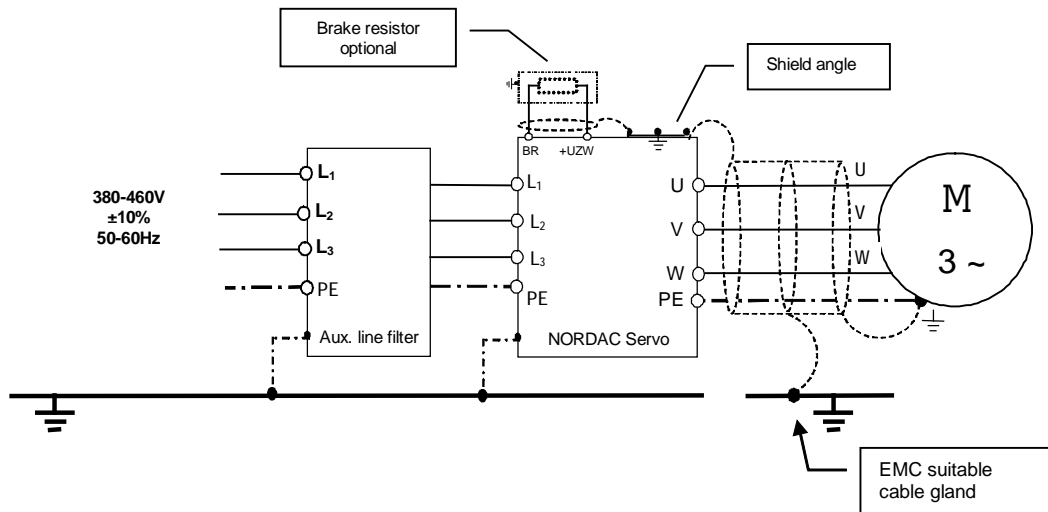 Brake resistor
optional
Shield angle
BR
+UZW
380-460V
±10%
50-60Hz
L1
L2
L3
PE
Aux. line filter
L1
L2
L3
PE
NORDAC Servo
U
V
W
PE
U
V
W
M
3 ~
EMC suitable
cable gland